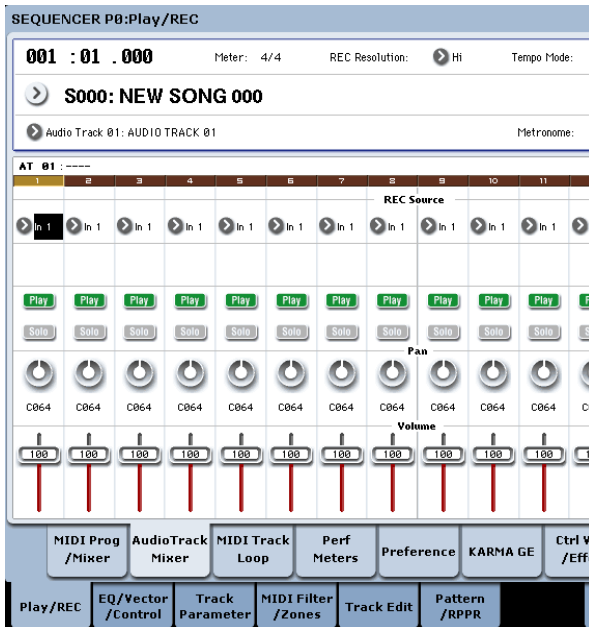 SEQUENCER P0:Play/REC
001 :01 .000 Meter: 4/4 REC Resolution: Hi Tempo Mode:
S000: NEW SONG 000
Audio Track 01: AUDIO TRACK 01 Metronome:
AT 01 :----
1 2 3 4 5 6 7 8 9 10 11
REC Source
In 1 In 1 In 1 In 1 In 1 In 1 In 1 In 1 In 1 In 1 In 1
Play Play Play Play Play Play Play Play Play Play Play
Solo Solo Solo Solo Solo Solo Solo Solo Solo Solo Solo
Pan
C064 C064 C064 C064 C064 C064 C064 C064 C064 C064 C064
Volume
100 100 100 100 100 100 100 100 100 100 100
MIDI Prog /Mixer
AudioTrack Mixer
MIDI Track Loop
Perf Meters
Preference
KARMA GE
Ctrl
/Eff
Play/REC
EQ/Vector /Control
Track Parameter
MIDI Filter /Zones
Track Edit
Pattern /RPPR